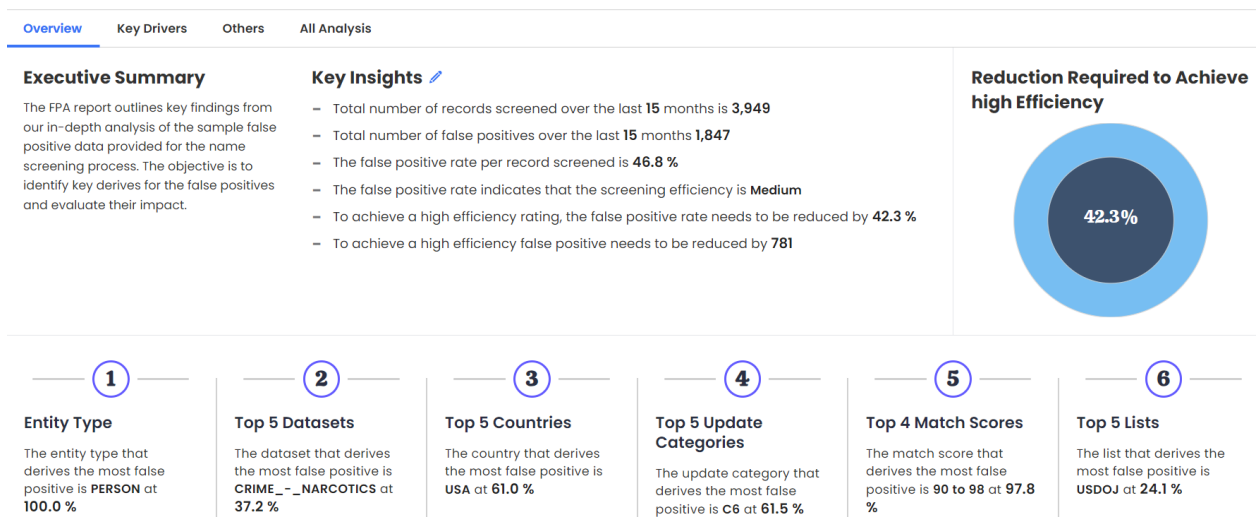 Overview Key Drivers Others All Analysis
Executive Summary
The FPA report outlines key findings from
our in-depth analysis of the sample false
positive data provided for the name
screening process. The objective is to
identify key derives for the false positives
and evaluate their impact.
Key Insights
– Total number of records screened over the last 15 months is 3,949
– Total number of false positives over the last 15 months 1,847
– The false positive rate per record screened is 46.8 %
– The false positive rate indicates that the screening efficiency is Medium
– To achieve a high efficiency rating, the false positive rate needs to be reduced by 42.3 %
– To achieve a high efficiency false positive needs to be reduced by 781
Reduction Required to Achieve
high Efficiency
42.3%
1
Entity Type
The entity type that
derives the most false
positive is PERSON at
100.0 %
2
Top 5 Datasets
The dataset that derives
the most false positive is
CRIME_-_NARCOTICS at
37.2 %
3
Top 5 Countries
The country that derives
the most false positive is
USA at 61.0 %
4
Top 5 Update
Categories
The update category that
derives the most false
positive is C6 at 61.5 %
5
Top 4 Match Scores
The match score that
derives the most false
positive is 90 to 98 at 97.8
%
6
Top 5 Lists
The list that derives the
most false positive is
USDOJ at 24.1 %